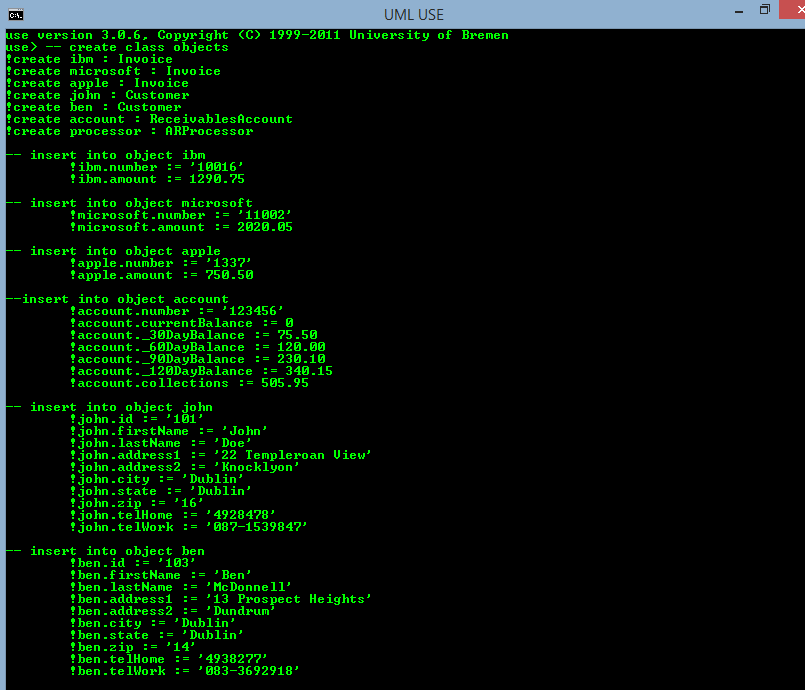 UML USE
use version 3.0.6, Copyright (C) 1999-2011 University of Bremen
use> -- create class objects
!create ibm : Invoice
!create microsoft : Invoice
!create apple : Invoice
!create john : Customer
!create ben : Customer
!create account : ReceivablesAccount
!create processor : ARProcessor
-- insert into object ibm
!ibm.number := '10016'
!ibm.amount := 1290.75
-- insert into object microsoft
!microsoft.number := '11002'
!microsoft.amount := 2020.05
-- insert into object apple
!apple.number := '1337'
!apple.amount := 750.50
--insert into object account
!account.number := '123456'
!account.currentBalance := 0
!account._30DayBalance := 75.50
!account._60DayBalance := 120.00
!account._90DayBalance := 230.10
!account._120DayBalance := 340.15
!account.collections := 505.95
-- insert into object john
!john.id := '101'
!john.firstName := 'John'
!john.lastName := 'Doe'
!john.address1 := '22 Templeroan View'
!john.address2 := 'Knocklyon'
!john.city := 'Dublin'
!john.state := 'Dublin'
!john.zip := '16'
!john.telHome := '4928478'
!john.telWork := '087-1539847'
-- insert into object ben
!ben.id := '103'
!ben.firstName := 'Ben'
!ben.lastName := 'McDonnell'
!ben.address1 := '13 Prospect Heights'
!ben.address2 := 'Dundrum'
!ben.city := 'Dublin'
!ben.state := 'Dublin'
!ben.zip := '14'
!ben.telHome := '4938277'
!ben.telWork := '083-3692918'